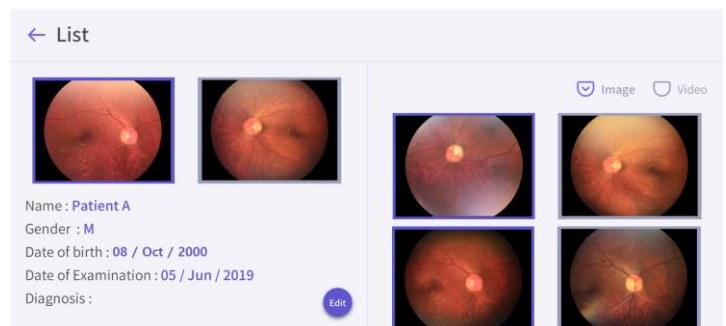 ← List
Image Video
Name : Patient A
Gender : M
Date of birth : 08 / Oct / 2000
Date of Examination : 05 / Jun / 2019
Diagnosis :
Edit